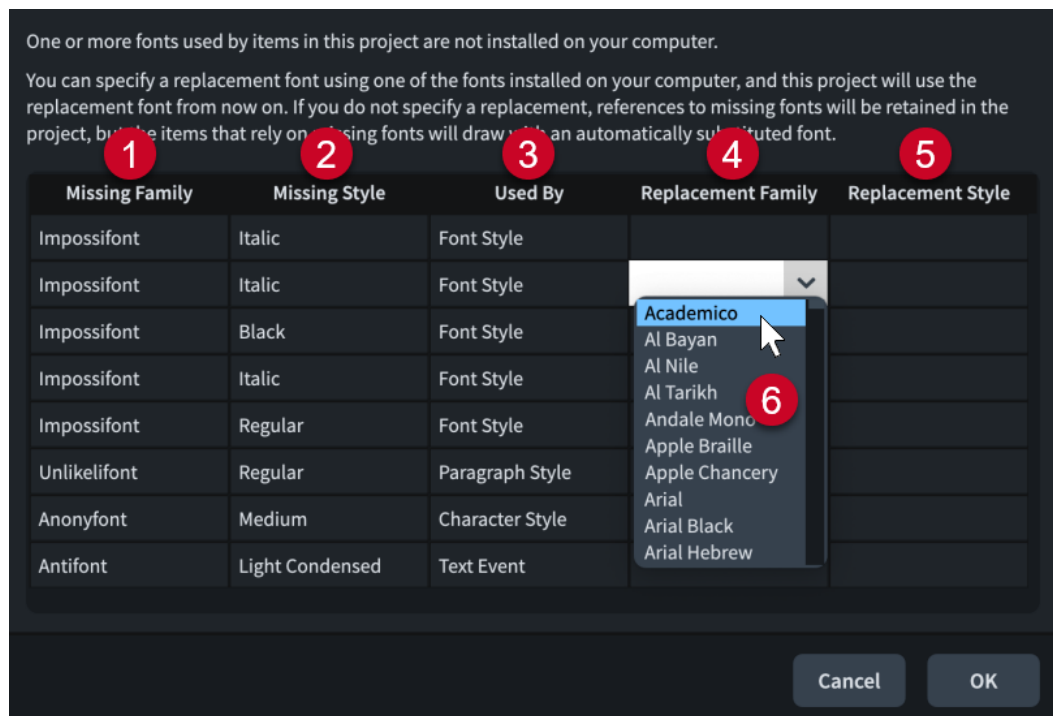 One or more fonts used by items in this project are not installed on your computer.
You can specify a replacement font using one of the fonts installed on your computer, and this project will use the
replacement font from now on. If you do not specify a replacement, references to missing fonts will be retained in the
project, but the items that rely on missing fonts will draw with an automatically substituted font.
1 2 3 4 5
Missing Family Missing Style Used By Replacement Family Replacement Style
Impossifont Italic Font Style
Impossifont Italic Font Style
Impossifont Black Font Style
Impossifont Italic Font Style
Impossifont Regular Font Style
Unlikelifont Regular Paragraph Style
Anonyfont Medium Character Style
Antifont Light Condensed Text Event
Academico
Al Bayan
Al Nile
Al Tarikh
6
Andale Mono
Apple Braille
Apple Chancery
Arial
Arial Black
Arial Hebrew
Cancel OK